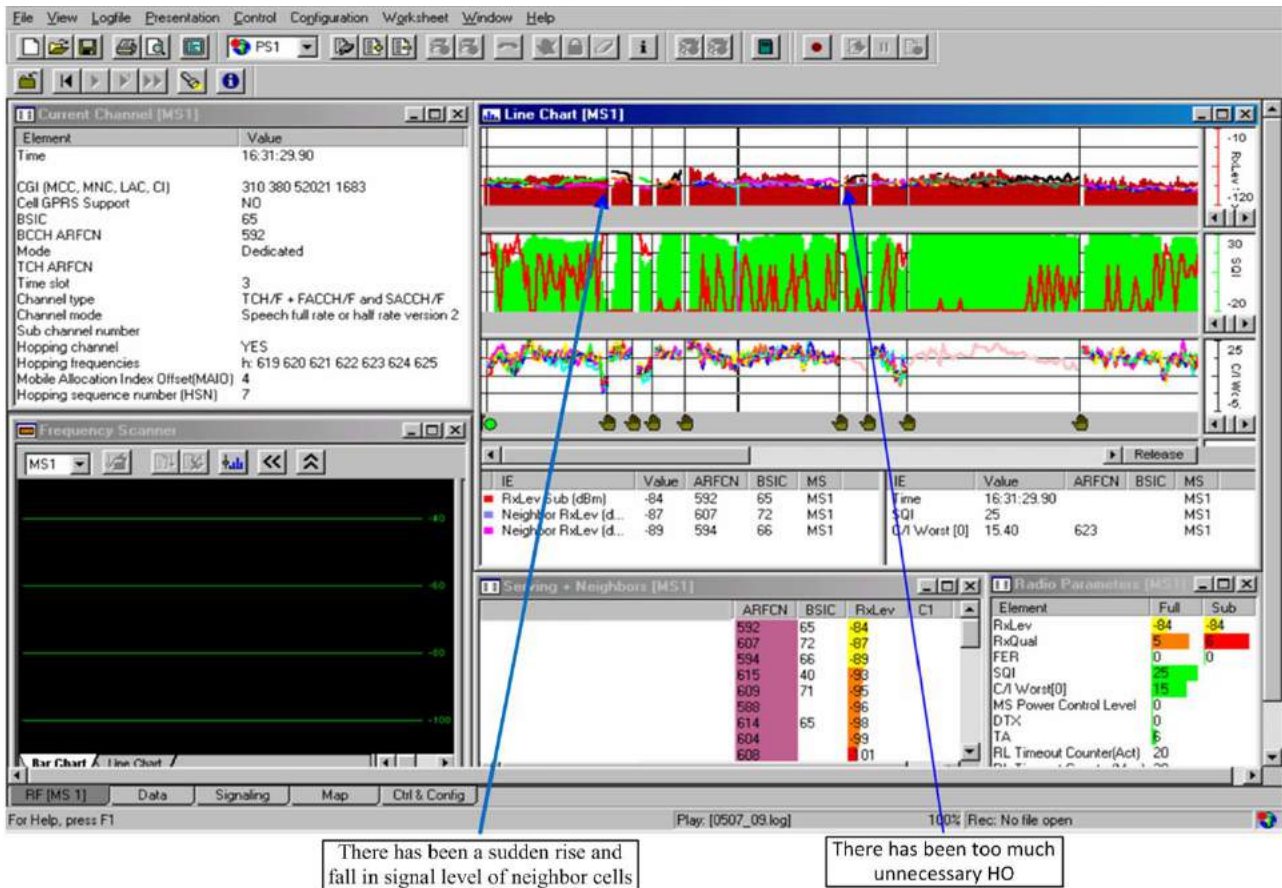 File View Logfile Presentation Control Configuration Worksheet Window Help
PS1
Current Channel [MS1]
Element Value
Time 16:31:29.90
CGI (MCC, MNC, LAC, CI) 310 380 52021 1683
Cell GPRS Support NO
BSIC 65
BCCH ARFCN 592
Mode Dedicated
TCH ARFCN
Time slot 3
Channel type TCH/F + FACCH/F and SACCH/F
Channel mode Speech full rate or half rate version 2
Sub channel number
Hopping channel YES
Hopping frequencies h: 619 620 621 622 623 624 625
Mobile Allocation Index Offset(MAIO) 4
Hopping sequence number (HSN) 7
Line Chart [MS1]
-10
RxLev
-120
30
SQI
-20
25
C/I Wc
Release
IE Value ARFCN BSIC MS
RxLev Sub (dBm) -84 592 65 MS1
Neighbor RxLev (d... -87 607 72 MS1
Neighbor RxLev (d... -89 594 66 MS1
IE Value ARFCN BSIC MS
Time 16:31:29.90 MS1
SQI 25 MS1
C/I Worst [0] 15.40 623 MS1
Frequency Scanner
MS1
-40
-60
-80
-100
Bar Chart Line Chart
Serving + Neighbors [MS1]
ARFCN BSIC RxLev C1
592 65 -84
607 72 -87
594 66 -89
615 40 -93
609 71 -95
588 -96
614 65 -98
604 -99
608 01
Radio Parameters [MS1]
Element Full Sub
RxLev -84 -84
RxQual 5 6
FER 0 0
SQI 25
C/I Worst[0] 15
MS Power Control Level 0
DTX 0
TA 6
RL Timeout Counter(Act) 20
RF [MS 1] Data Signaling Map Ctrl & Config
For Help, press F1 Play: [0507_09.log] 100% Rec: No file open
There has been a sudden rise and
fall in signal level of neighbor cells
There has been too much
unnecessary HO